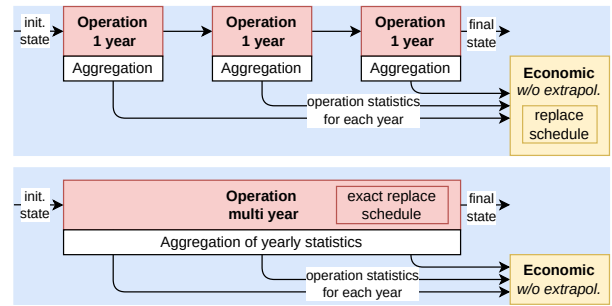 init.
state
Operation
1 year
Aggregation
Operation
1 year
Aggregation
Operation
1 year
Aggregation
final
state
operation statistics
for each year
Economic
w/o extrapol.
replace
schedule
init.
state
Operation
multi year
exact replace
schedule
Aggregation of yearly statistics
final
state
operation statistics
for each year
Economic
w/o extrapol.